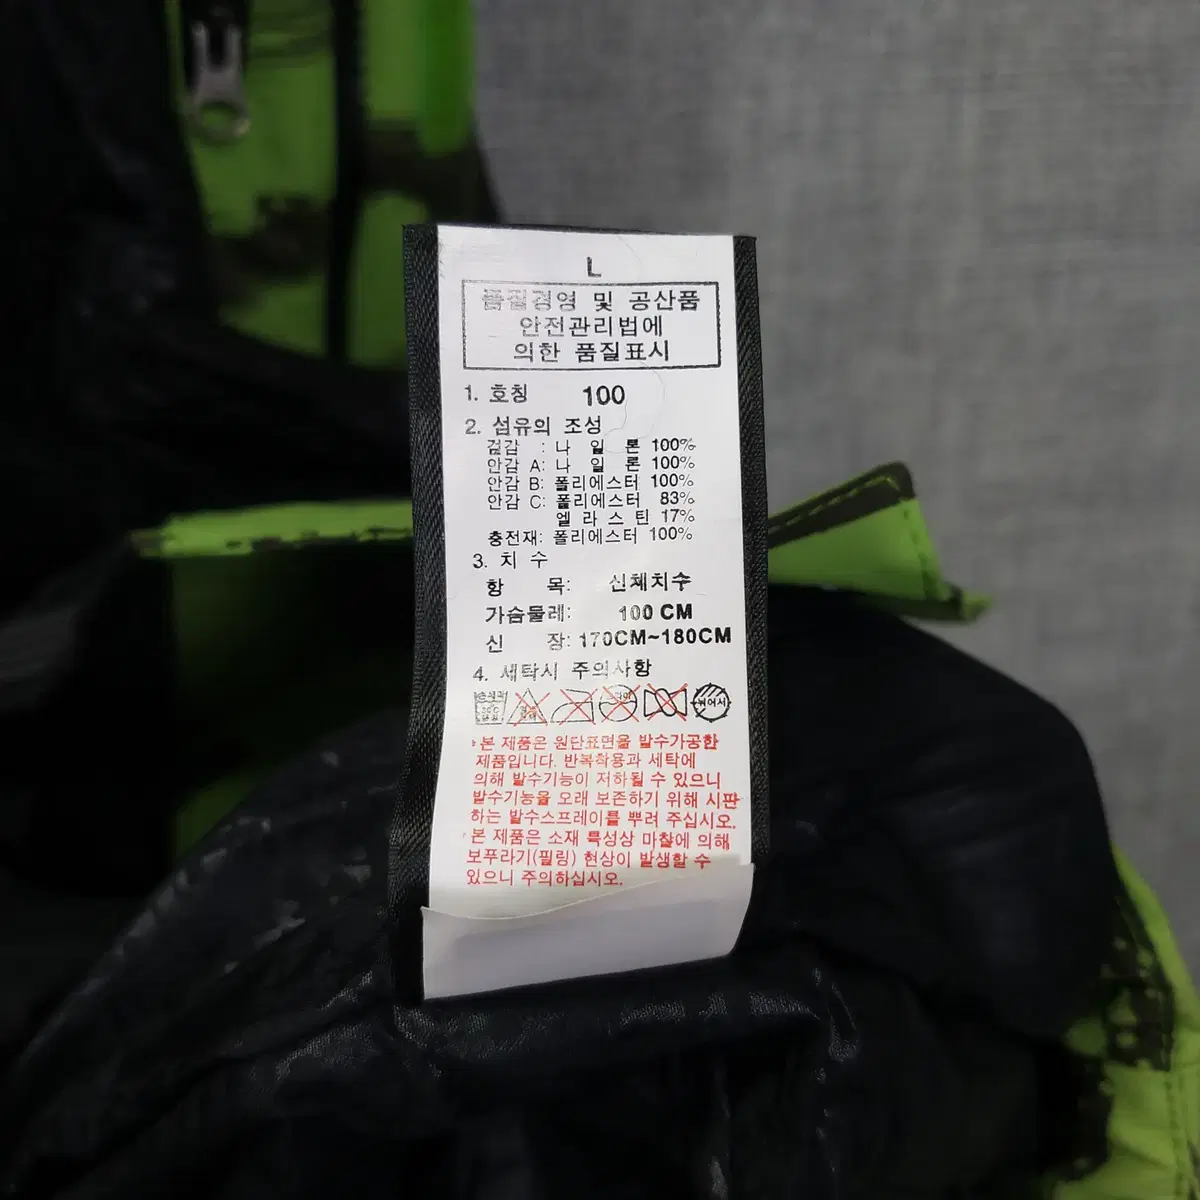 L
품질경영 및 공산품
안전관리법에
의한 품질표시
1. 호칭 100
2. 섬유의 조성
겉감 : 나 일 론 100%
안감 A: 나 일 론 100%
안감 B: 폴리에스터 100%
안감 C: 폴리에스터 83%
엘 라 스 틴 17%
충전재: 폴리에스터 100%
3. 치 수
항 목: 신체치수
가슴둘레: 100 CM
신 장: 170CM~180CM
4. 세탁시 주의사항
본 제품은 원단표면을 발수가공한
제품입니다. 반복착용과 세탁에
의해 발수기능이 저하될 수 있으니
발수기능을 오래 보존하기 위해 시판
하는 발수스프레이를 뿌려 주십시오.
본 제품은 소재 특성상 마찰에 의해
보푸라기(필링) 현상이 발생할 수
있으니 주의하십시오.